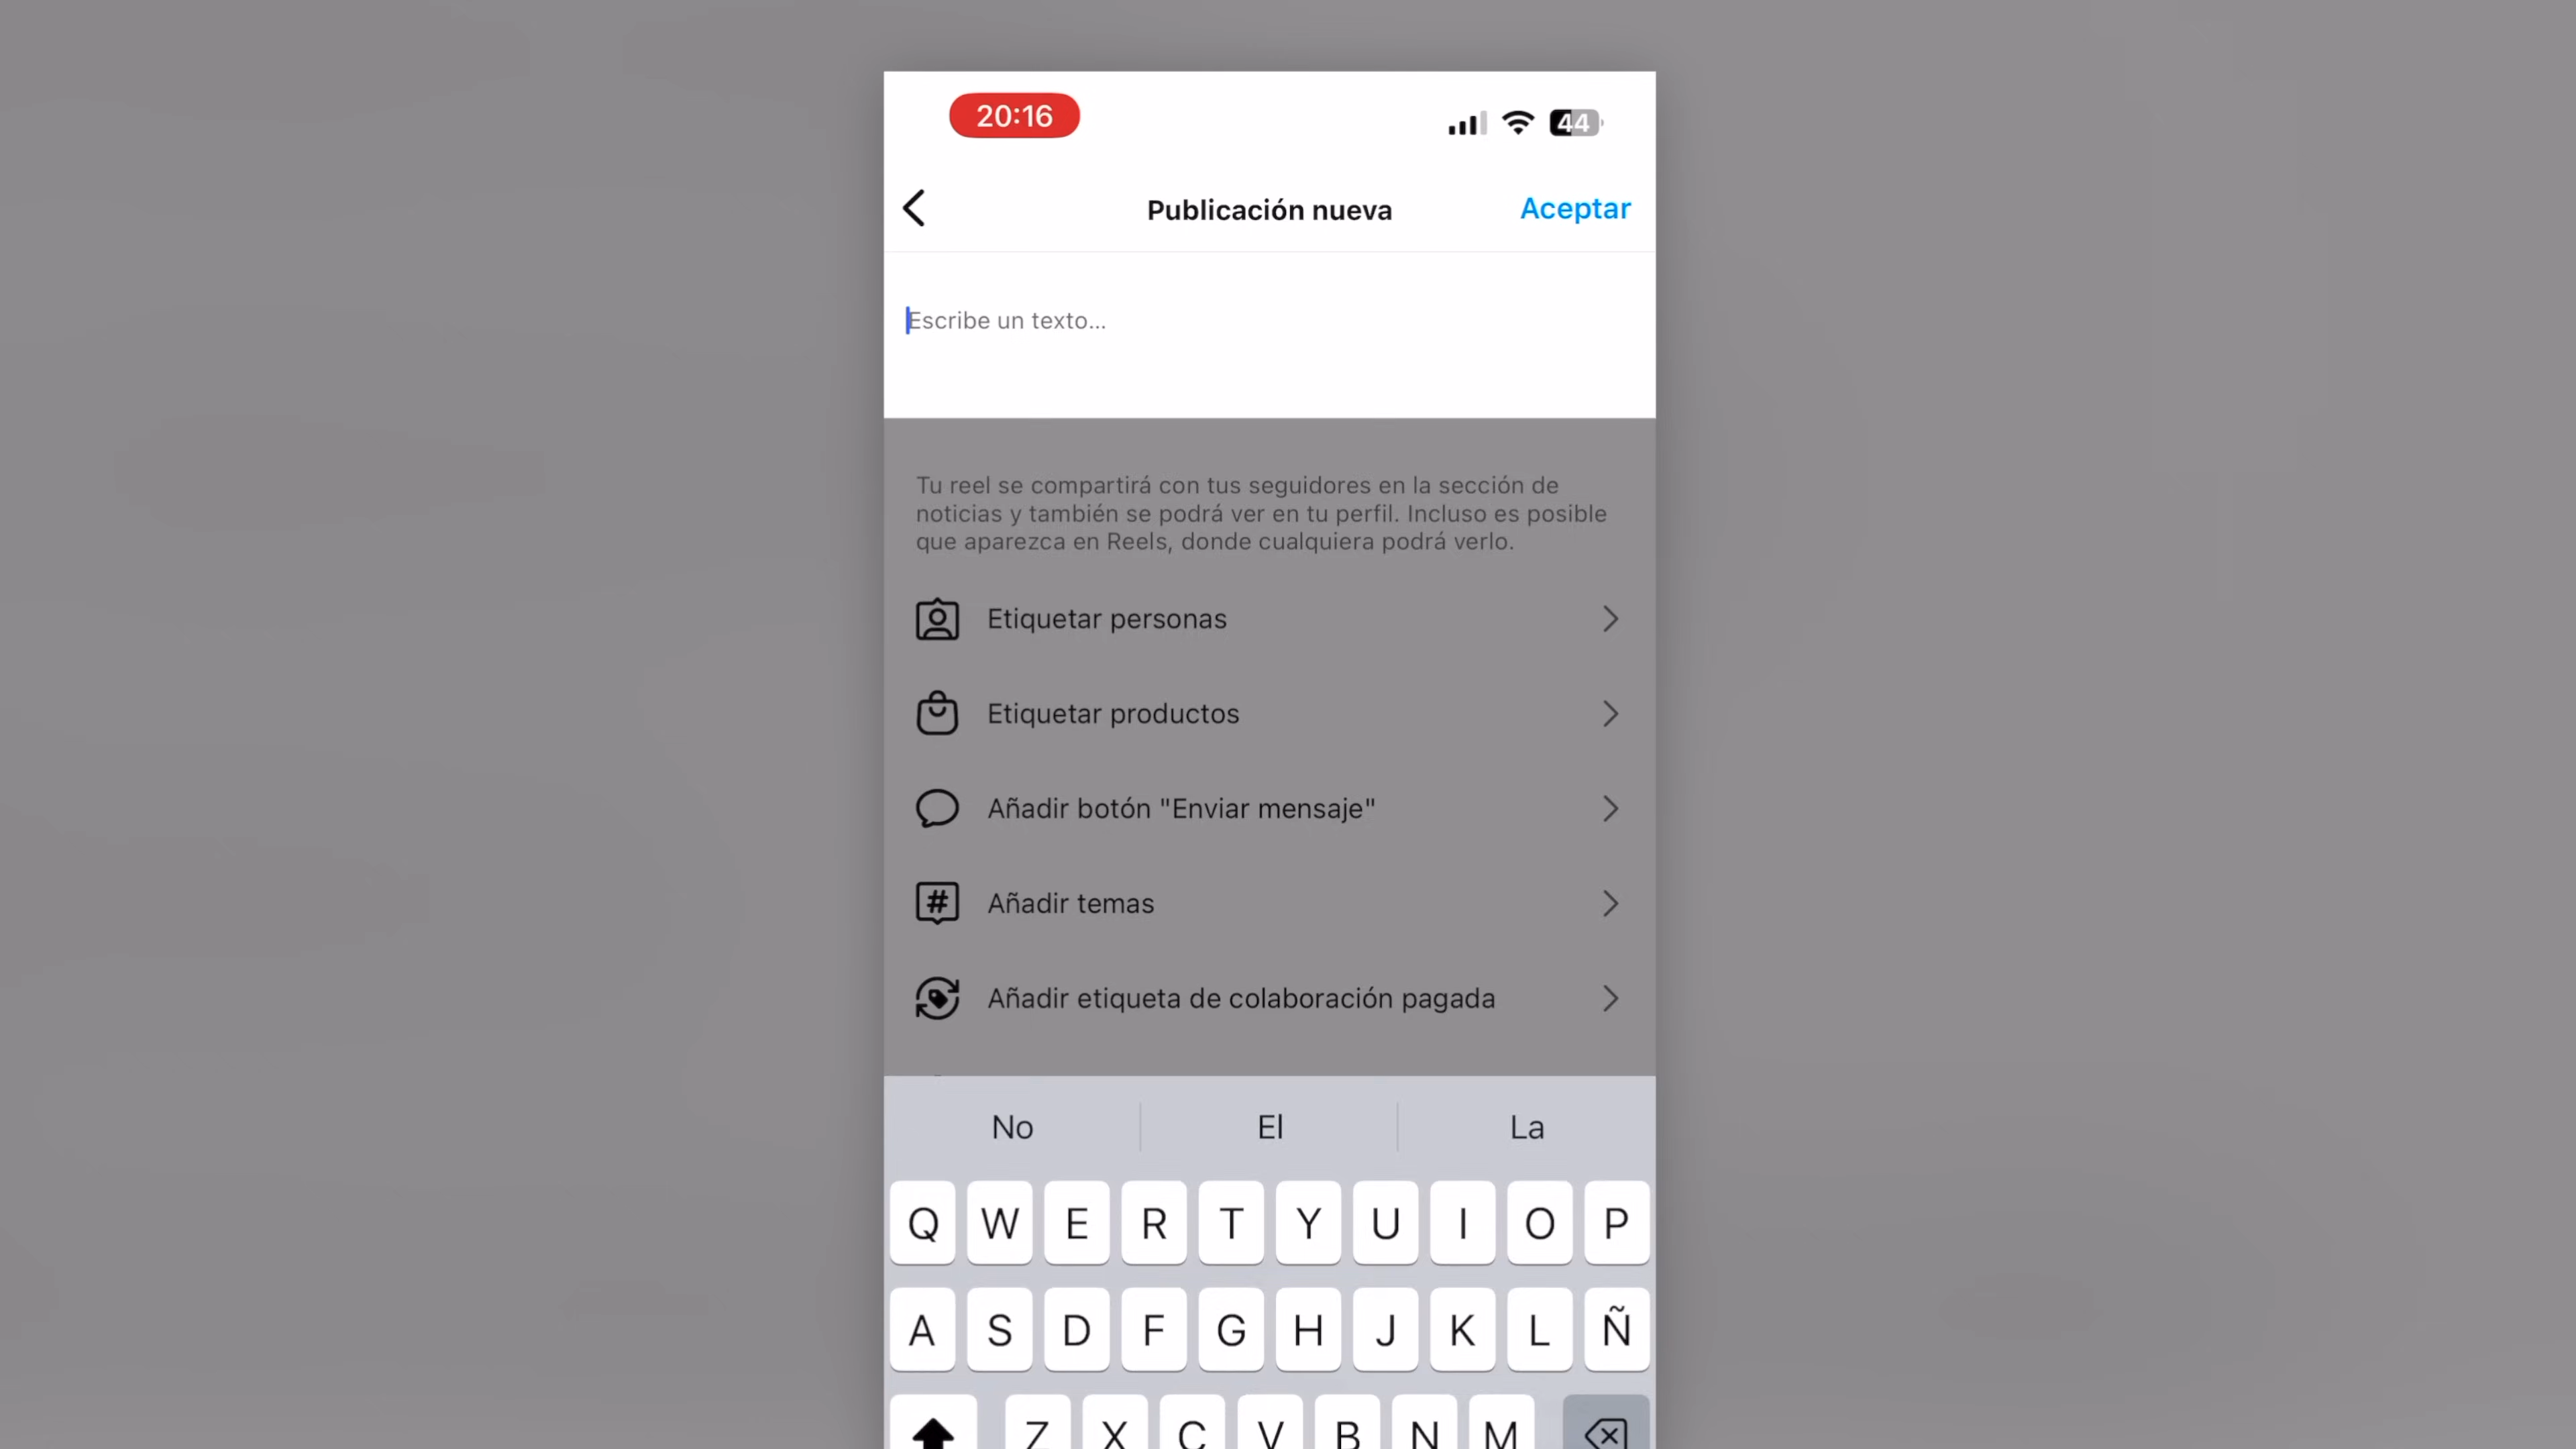 20:16
44
Publicación nueva
Aceptar
Escribe un texto...
Tu reel se compartirá con tus seguidores en la sección de
noticias y también se podrá ver en tu perfil. Incluso es posible
que aparezca en Reels, donde cualquiera podrá verlo.
Etiquetar personas
Etiquetar productos
Añadir botón "Enviar mensaje"
# Añadir temas
Añadir etiqueta de colaboración pagada
No El La
Q W E R T Y U I O P
A S D F G H J K L Ñ
Z X C V B N M